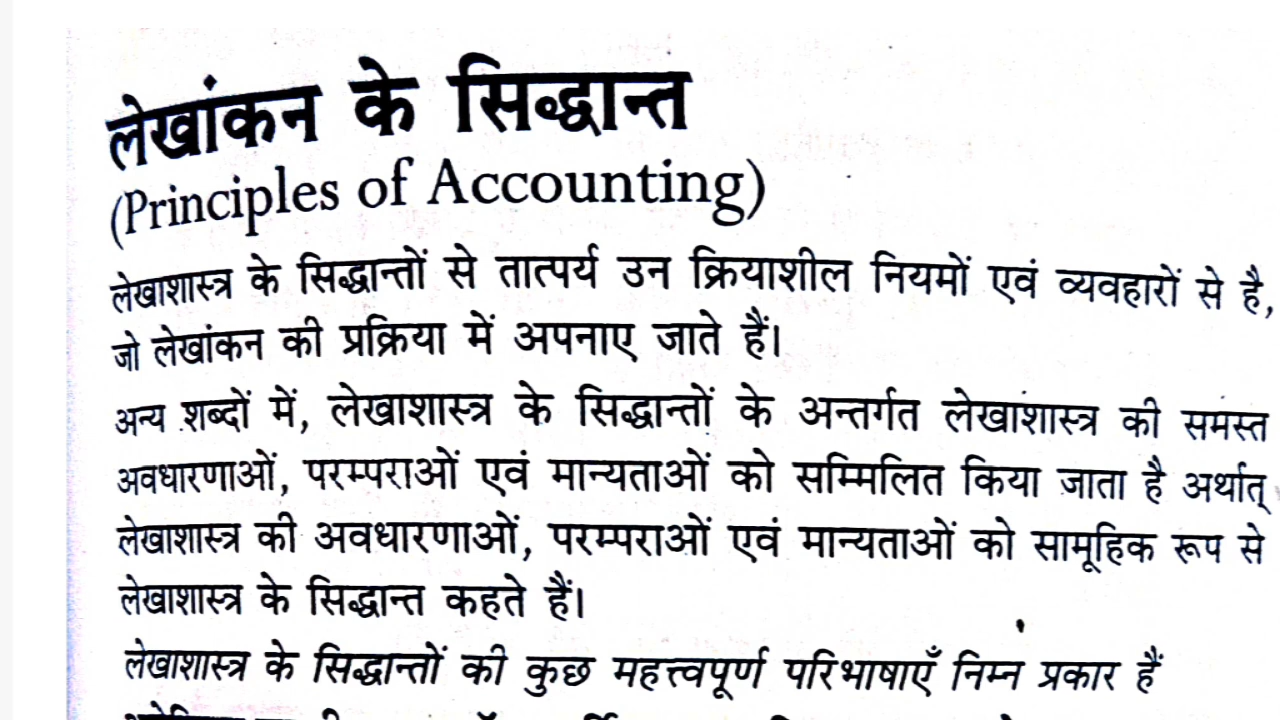 लेखांकन के सिद्धान्त
(Principles of Accounting)
लेखाशास्त्र के सिद्धान्तों से तात्पर्य उन क्रियाशील नियमों एवं व्यवहारों से है,
जो लेखांकन की प्रक्रिया में अपनाए जाते हैं।
अन्य शब्दों में, लेखाशास्त्र के सिद्धान्तों के अन्तर्गत लेखाशास्त्र की समस्त
अवधारणाओं, परम्पराओं एवं मान्यताओं को सम्मिलित किया जाता है अर्थात्
लेखाशास्त्र की अवधारणाओं, परम्पराओं एवं मान्यताओं को सामूहिक रूप से
लेखाशास्त्र के सिद्धान्त कहते हैं।
लेखाशास्त्र के सिद्धान्तों की कुछ महत्त्वपूर्ण परिभाषाएँ निम्न प्रकार हैं